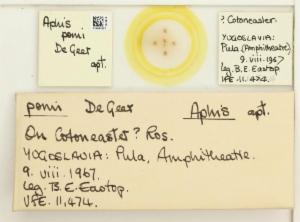 Aphis
pomi
De Geer
apt.
? Cotoneaster.
YUGOSLAVIA:
Pula, (Amphitheatre)
9. viii. 1967
Leg. B. E. Eastop.
VFE. 11,474.
pomi De Geer Aphis apt.
On Cotoneaster? Ros.
YUGOSLAVIA: Pula, Amphitheatre.
9. viii. 1967.
Leg. B. E. Eastop.
VFE. 11,474.